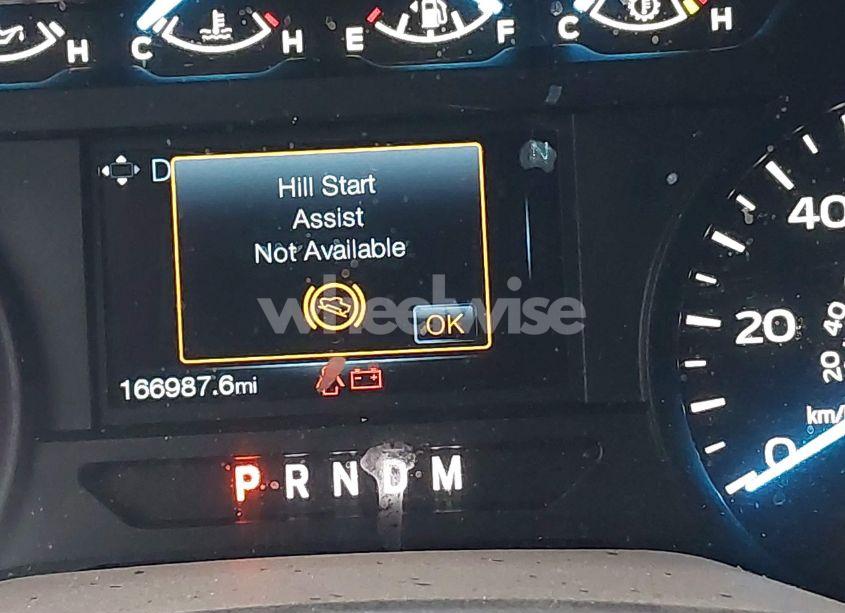 H
C H
E F
C H
D
N
Hill Start
Assist
Not Available
wheelwise
OK
166987.6mi
P R N D M
40
20
0
40
20
km/